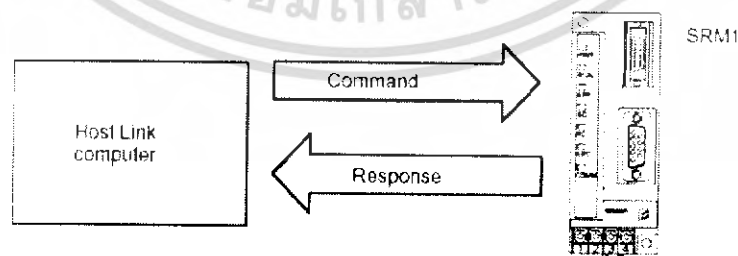 SRM1
Command
Host Link
computer
Response